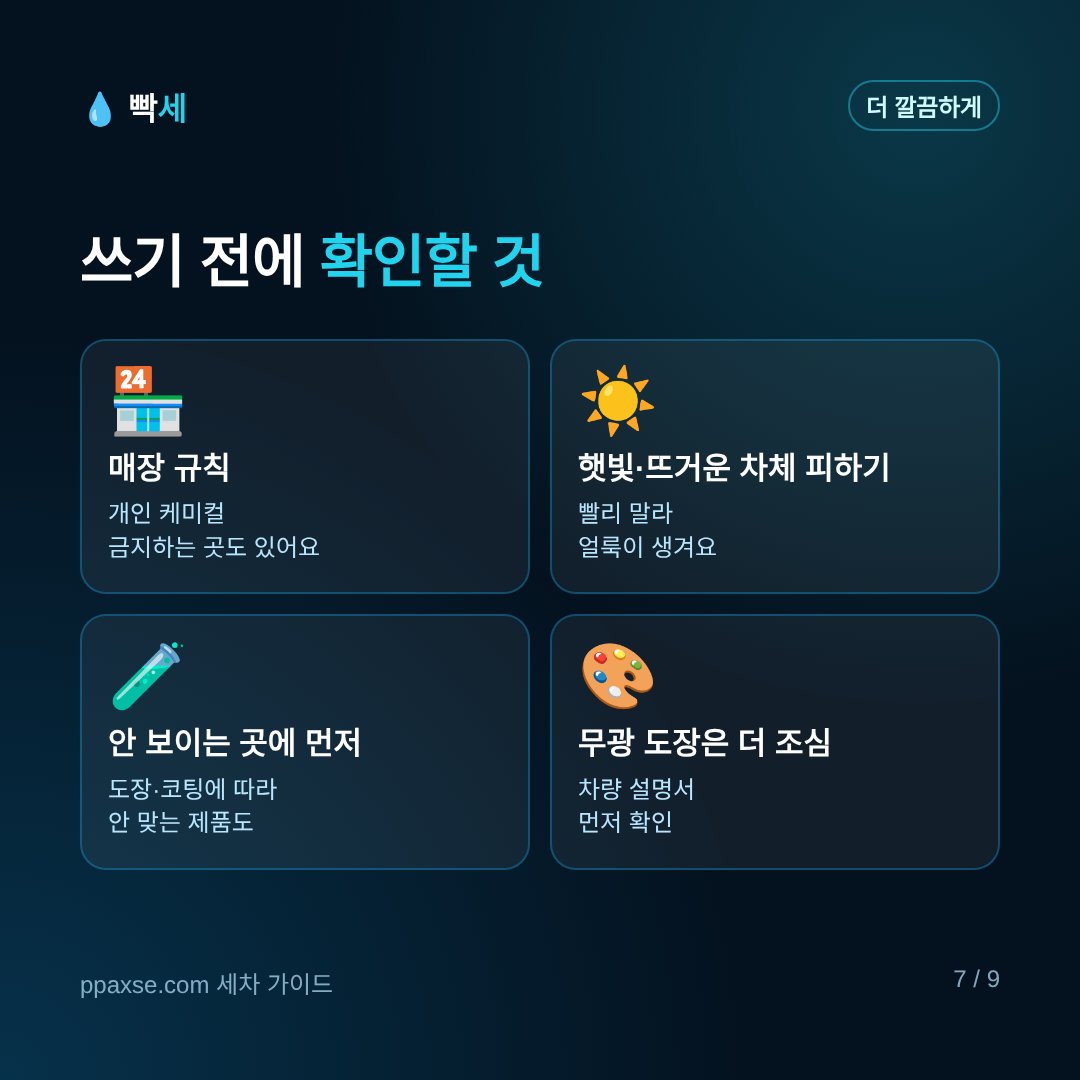 빡세
더 깔끔하게
쓰기 전에 확인할 것
24
매장 규칙
개인 케미컬
금지하는 곳도 있어요
햇빛·뜨거운 차체 피하기
빨리 말라
얼룩이 생겨요
안 보이는 곳에 먼저
도장·코팅에 따라
안 맞는 제품도
무광 도장은 더 조심
차량 설명서
먼저 확인
ppaxse.com 세차 가이드
7 / 9